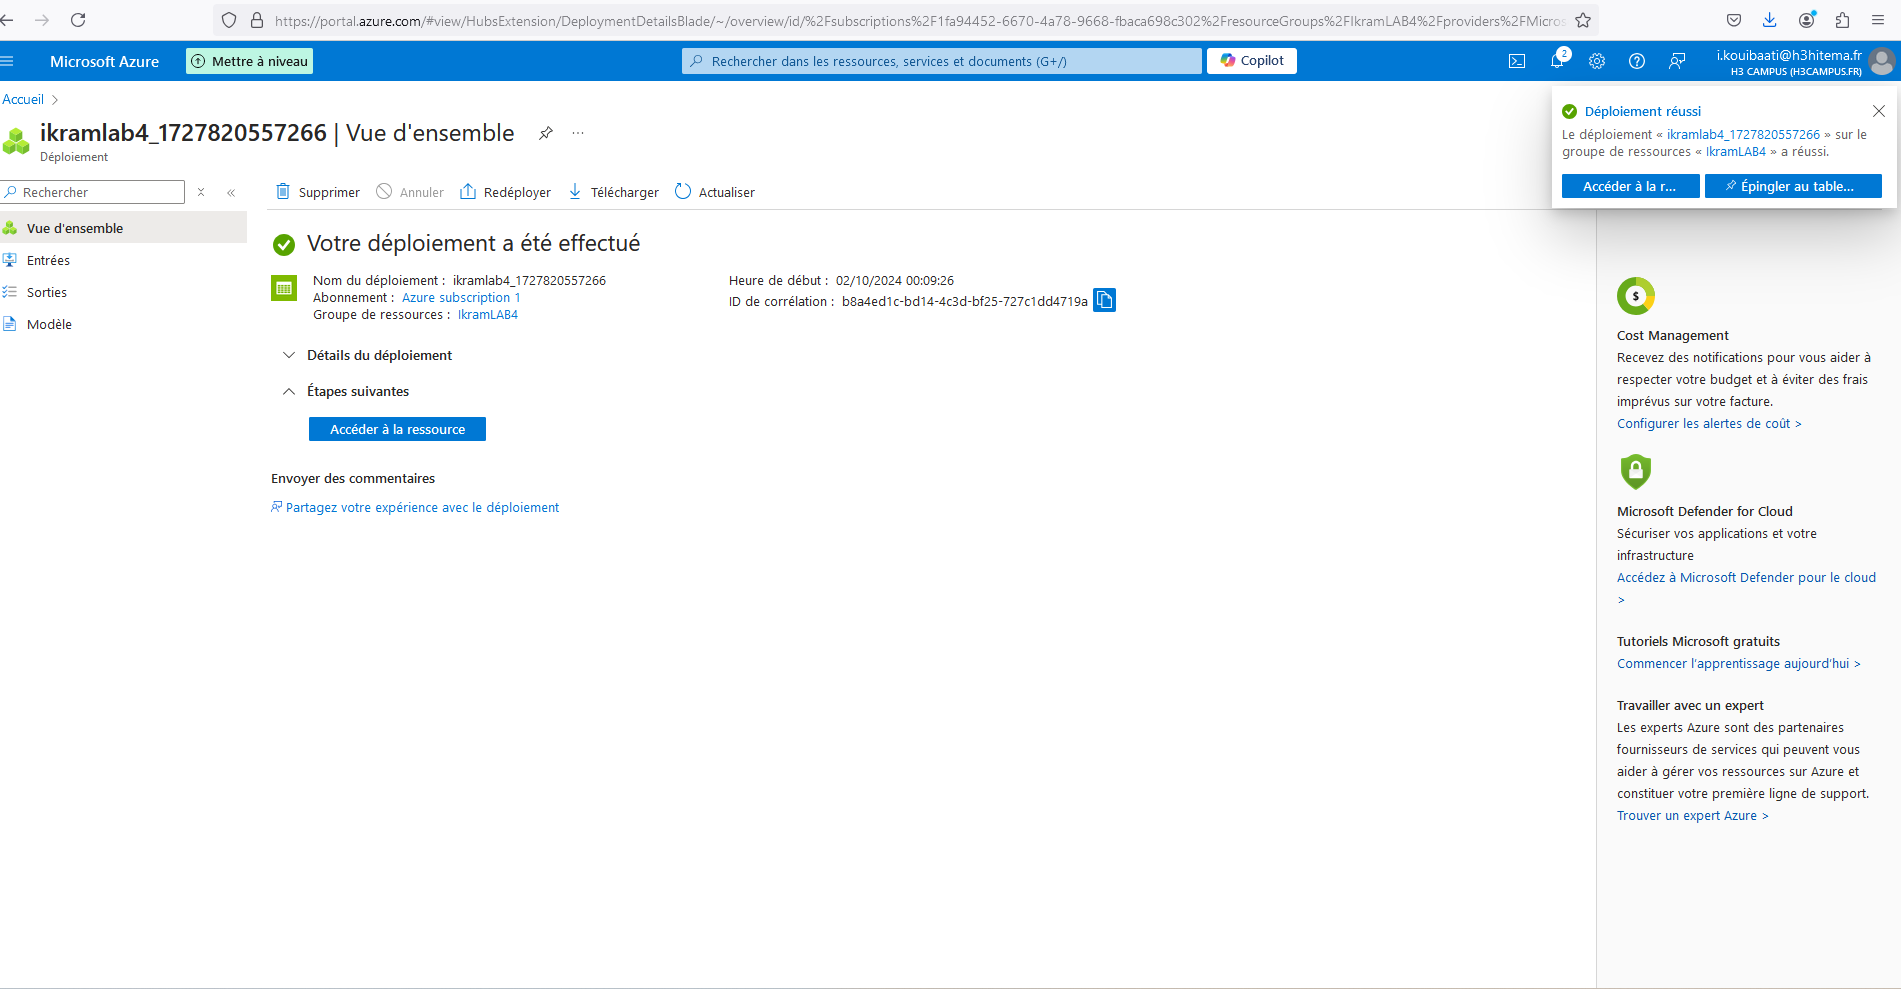 https://portal.azure.com/#view/HubsExtension/DeploymentDetailsBlade/~/overview/id/%2Fsubscriptions%2F1fa94452-6670-4a78-9668-fbaca698c302%2FresourceGroups%2FIkramLAB4%2Fproviders%2FMicros
Microsoft Azure
Mettre à niveau
Rechercher dans les ressources, services et documents (G+/)
Copilot
2
i.kouibaati@h3hitema.fr
H3 CAMPUS (H3CAMPUS.FR)
Accueil >
ikramlab4_1727820557266 | Vue d'ensemble
Déploiement
Déploiement réussi
Le déploiement « ikramlab4_1727820557266 » sur le
groupe de ressources « IkramLAB4 » a réussi.
Accéder à la r...
Épingler au table...
Rechercher
Supprimer
Annuler
Redéployer
Télécharger
Actualiser
Vue d'ensemble
Entrées
Sorties
Modèle
Votre déploiement a été effectué
Nom du déploiement : ikramlab4_1727820557266
Abonnement : Azure subscription 1
Groupe de ressources : IkramLAB4
Heure de début : 02/10/2024 00:09:26
ID de corrélation : b8a4ed1c-bd14-4c3d-bf25-727c1dd4719a
Détails du déploiement
Étapes suivantes
Accéder à la ressource
Envoyer des commentaires
Partagez votre expérience avec le déploiement
Cost Management
Recevez des notifications pour vous aider à
respecter votre budget et à éviter des frais
imprévus sur votre facture.
Configurer les alertes de coût >
Microsoft Defender for Cloud
Sécuriser vos applications et votre
infrastructure
Accédez à Microsoft Defender pour le cloud
>
Tutoriels Microsoft gratuits
Commencer l'apprentissage aujourd'hui >
Travailler avec un expert
Les experts Azure sont des partenaires
fournisseurs de services qui peuvent vous
aider à gérer vos ressources sur Azure et
constituer votre première ligne de support.
Trouver un expert Azure >